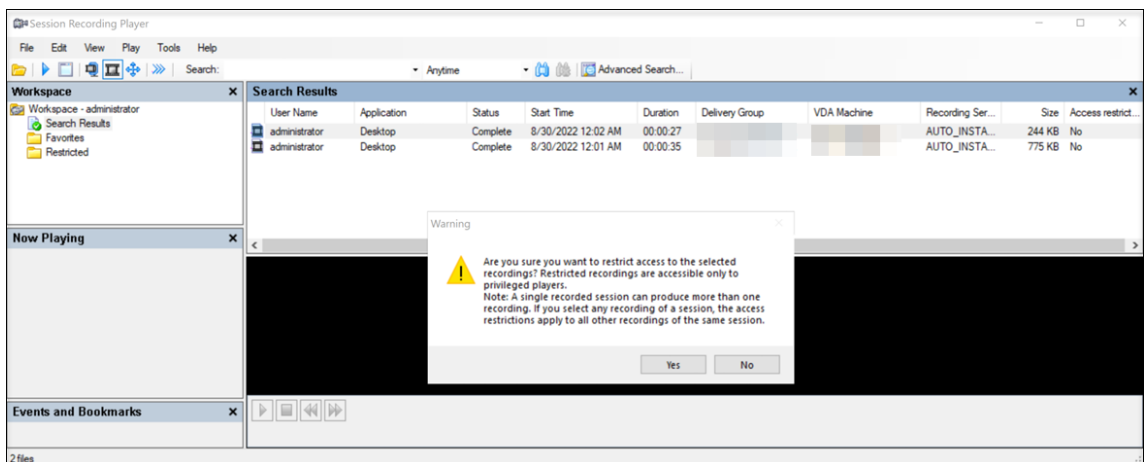 Session Recording Player
File Edit View Play Tools Help
Search: Anytime Advanced Search...
Workspace
Workspace - administrator
Search Results
Favorites
Restricted
Search Results
User Name Application Status Start Time Duration Delivery Group VDA Machine Recording Ser... Size Access restrict...
administrator Desktop Complete 8/30/2022 12:02 AM 00:00:27 AUTO_INSTA... 244 KB No
administrator Desktop Complete 8/30/2022 12:01 AM 00:00:35 AUTO_INSTA... 775 KB No
Now Playing
Warning
Are you sure you want to restrict access to the selected
recordings? Restricted recordings are accessible only to
privileged players.
Note: A single recorded session can produce more than one
recording. If you select any recording of a session, the access
restrictions apply to all other recordings of the same session.
Yes No
Events and Bookmarks
2 files